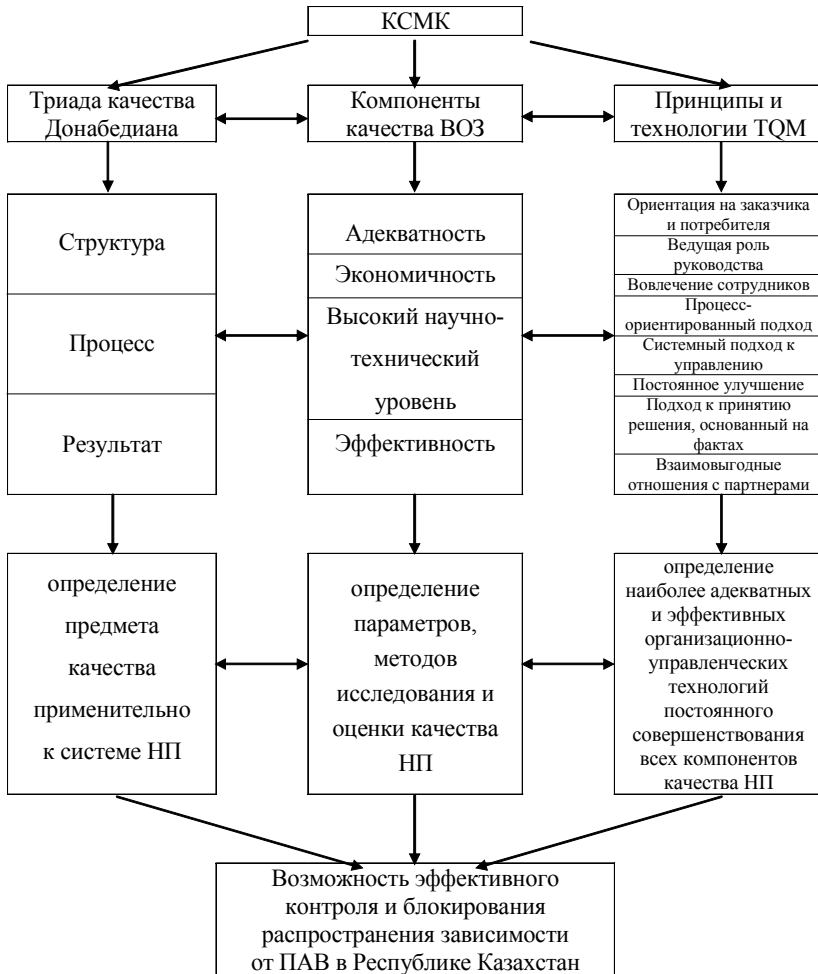 КСМК
Триада качества
Донабедиана
Компоненты
качества ВОЗ
Принципы и
технологии TQM
Структура
Процесс
Результат
Адекватность
Экономичность
Высокий научно-
технический
уровень
Эффективность
Ориентация на заказчика
и потребителя
Ведущая роль
руководства
Вовлечение сотрудников
Процесс-
ориентированный подход
Системный подход к
управлению
Постоянное улучшение
Подход к принятию
решения, основанный на
фактах
Взаимовыгодные
отношения с партнерами
определение
предмета
качества
применительно
к системе НП
определение
параметров,
методов
исследования и
оценки качества
НП
определение
наиболее адекватных
и эффективных
организационно-
управленческих
технологий
постоянного
совершенствования
всех компонентов
качества НП
Возможность эффективного
контроля и блокирования
распространения зависимости
от ПАВ в Республике Казахстан